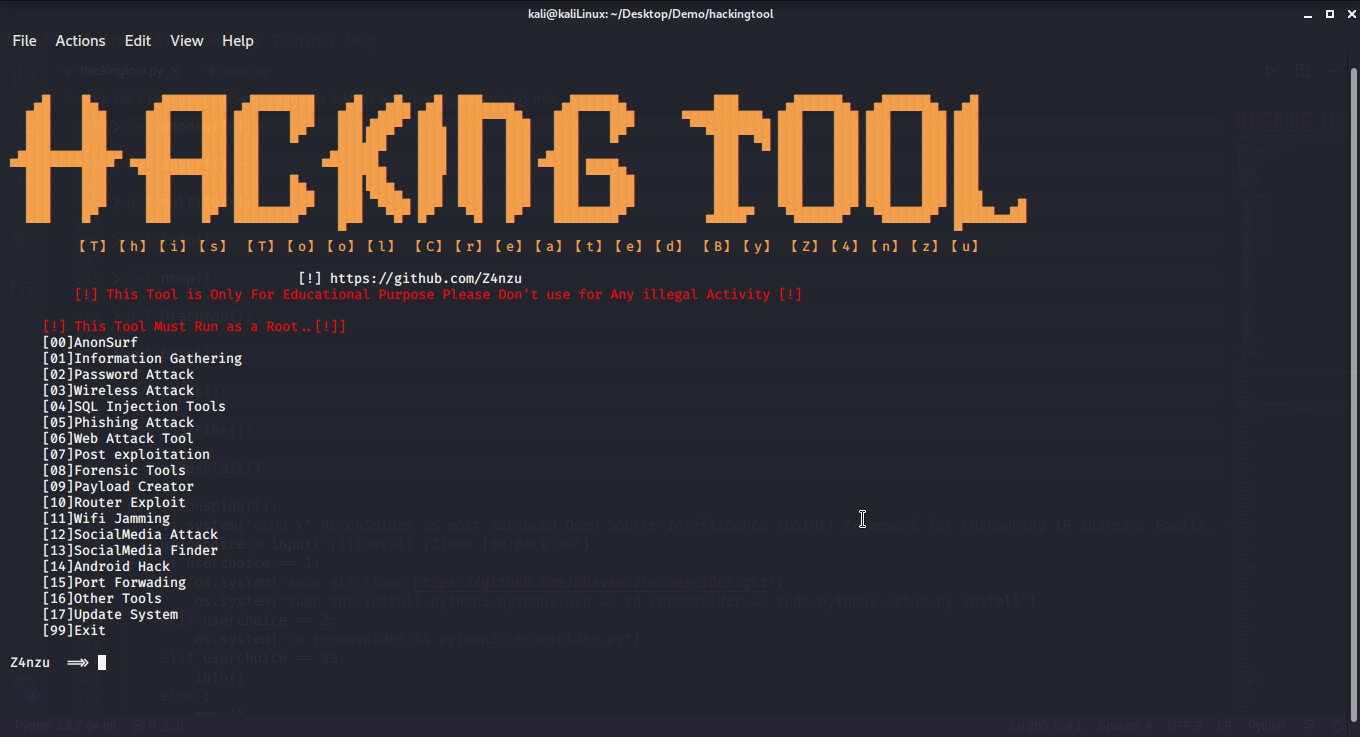 kali@kaliLinux: ~/Desktop/Demo/hackingtool
File Actions Edit View Help
HACKING TOOL
【T】【h】【i】【s】 【T】【o】【o】【l】 【C】【r】【e】【a】【t】【e】【d】 【B】【y】 【Z】【4】【n】【z】【u】
[!] https://github.com/Z4nzu
[!] This Tool is Only For Educational Purpose Please Don't use for Any illegal Activity [!]
[!] This Tool Must Run as a Root..[!]]
[00]AnonSurf
[01]Information Gathering
[02]Password Attack
[03]Wireless Attack
[04]SQL Injection Tools
[05]Phishing Attack
[06]Web Attack Tool
[07]Post exploitation
[08]Forensic Tools
[09]Payload Creator
[10]Router Exploit
[11]Wifi Jamming
[12]SocialMedia Attack
[13]SocialMedia Finder
[14]Android Hack
[15]Port Forwading
[16]Other Tools
[17]Update System
[99]Exit
Z4nzu ==>>